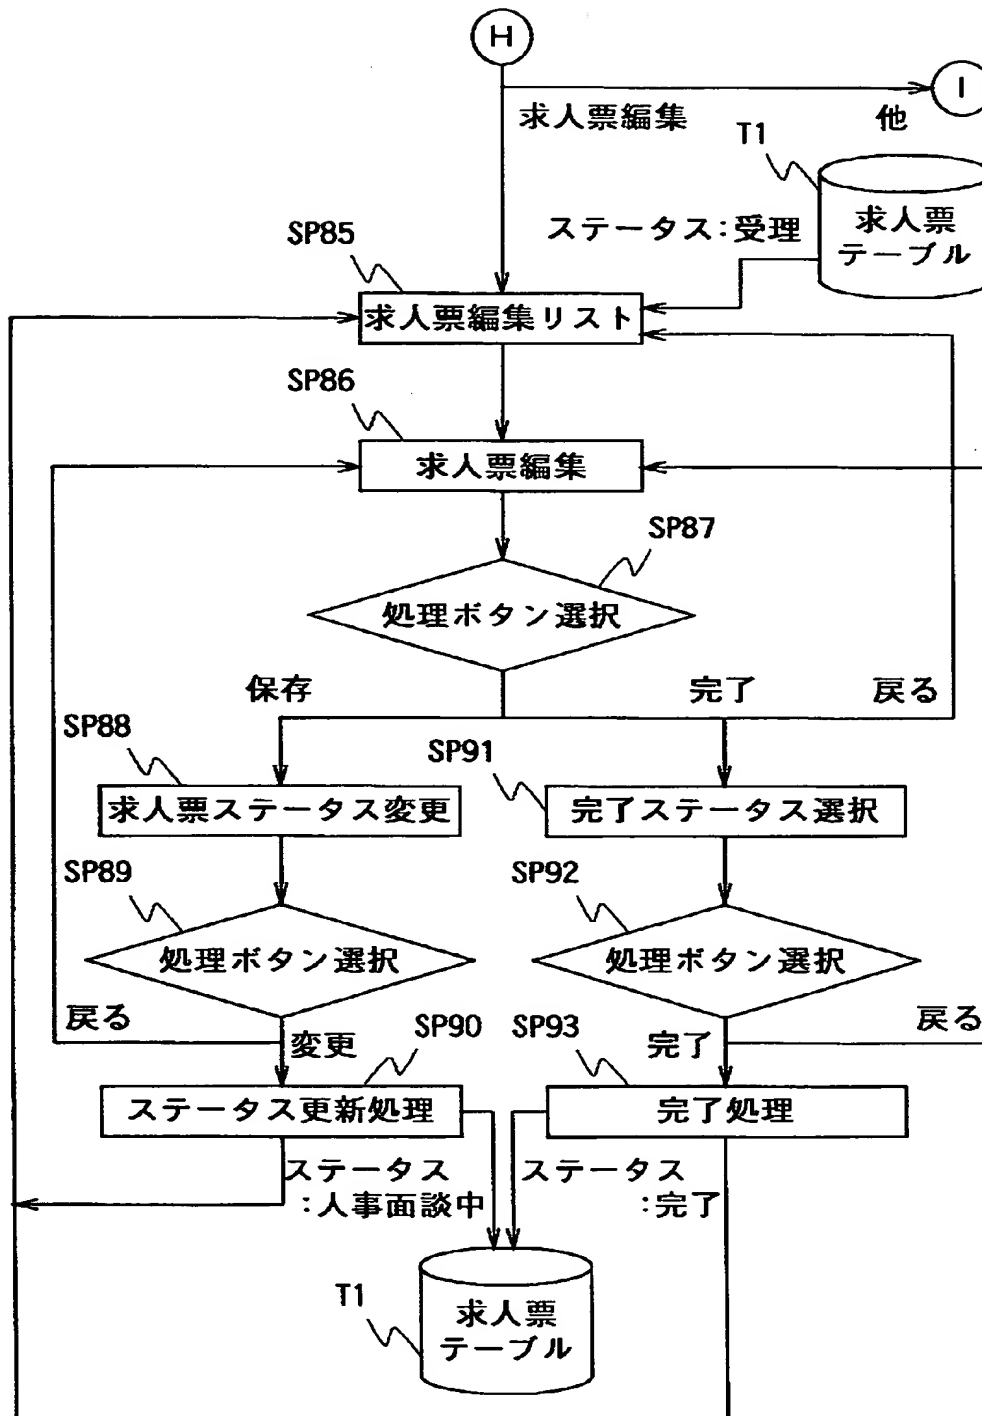 H
I
求人票編集
他
T1
求人票
テーブル
ステータス:受理
SP85
求人票編集リスト
SP86
求人票編集
SP87
処理ボタン選択
保存
完了
戻る
SP88
求人票ステータス変更
SP91
完了ステータス選択
SP89
処理ボタン選択
SP92
処理ボタン選択
戻る
変更
SP90
ステータス更新処理
SP93
完了
戻る
完了処理
ステータス
:人事面談中
ステータス
:完了
T1
求人票
テーブル